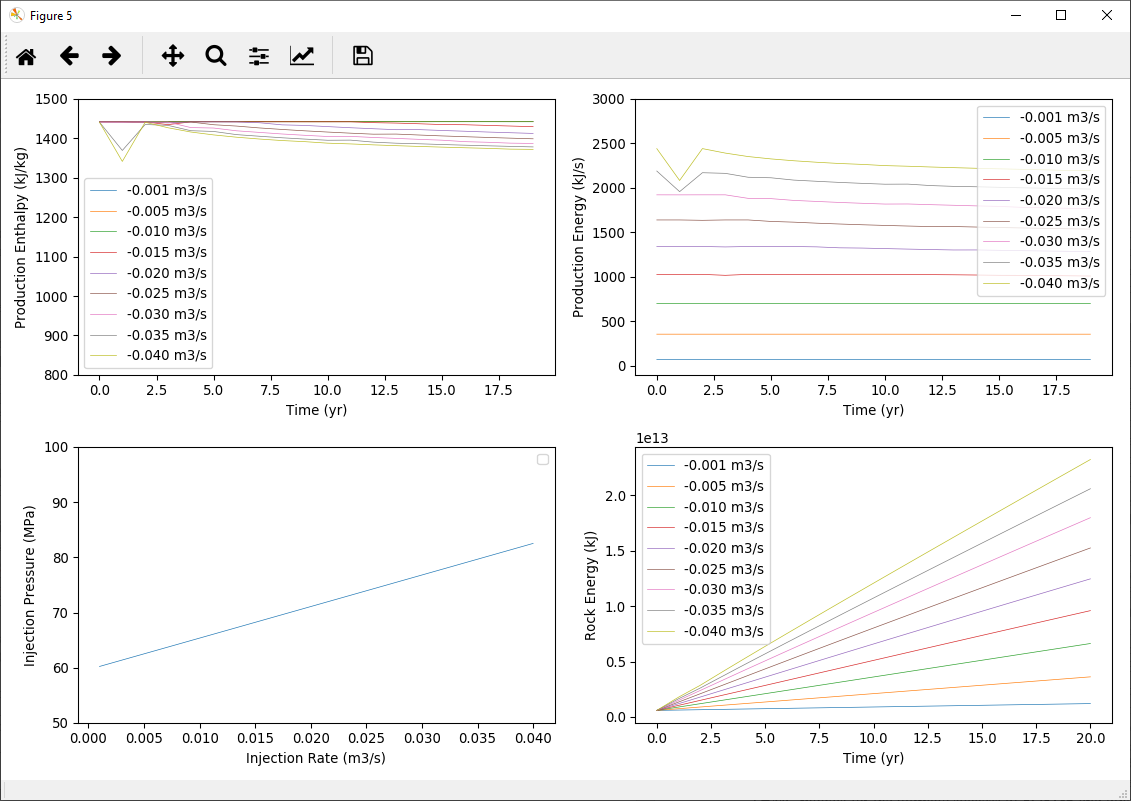 Figure 5
1500
1400
1300
1200
1100
1000
900
800
Production Enthalpy (kJ/kg)
-0.001 m3/s
-0.005 m3/s
-0.010 m3/s
-0.015 m3/s
-0.020 m3/s
-0.025 m3/s
-0.030 m3/s
-0.035 m3/s
-0.040 m3/s
0.0 2.5 5.0 7.5 10.0 12.5 15.0 17.5
Time (yr)
3000
2500
2000
1500
1000
500
0
Production Energy (kJ/s)
-0.001 m3/s
-0.005 m3/s
-0.010 m3/s
-0.015 m3/s
-0.020 m3/s
-0.025 m3/s
-0.030 m3/s
-0.035 m3/s
-0.040 m3/s
0.0 2.5 5.0 7.5 10.0 12.5 15.0 17.5
Time (yr)
100
90
80
70
60
50
Injection Pressure (MPa)
0.000 0.005 0.010 0.015 0.020 0.025 0.030 0.035 0.040
Injection Rate (m3/s)
1e13
2.0
1.5
1.0
0.5
0.0
Rock Energy (kJ)
-0.001 m3/s
-0.005 m3/s
-0.010 m3/s
-0.015 m3/s
-0.020 m3/s
-0.025 m3/s
-0.030 m3/s
-0.035 m3/s
-0.040 m3/s
0.0 2.5 5.0 7.5 10.0 12.5 15.0 17.5 20.0
Time (yr)